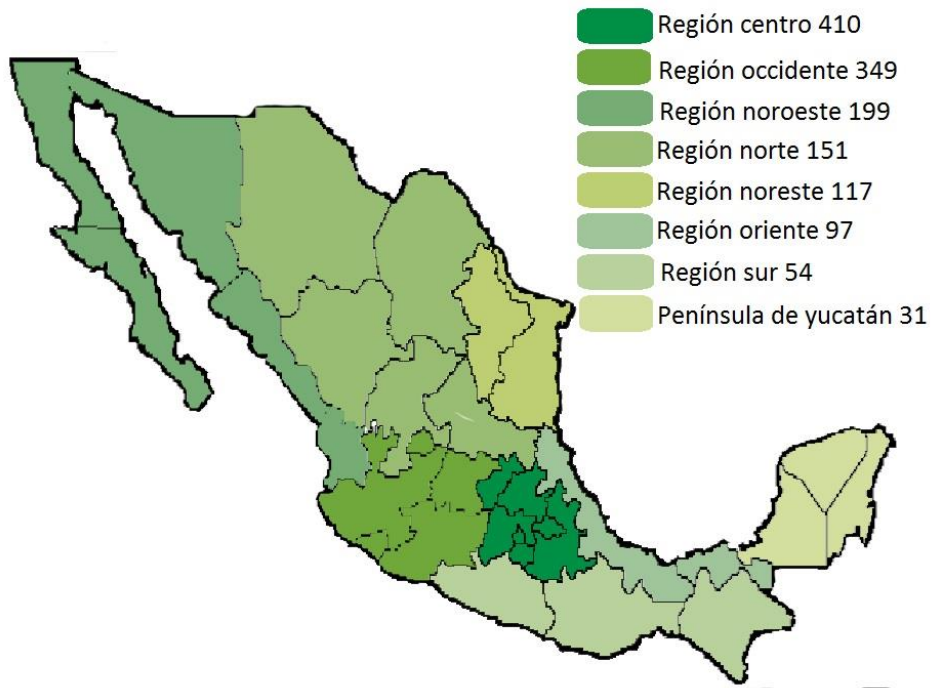 Región centro 410
Región occidente 349
Región noroeste 199
Región norte 151
Región noreste 117
Región oriente 97
Región sur 54
Península de yucatán 31